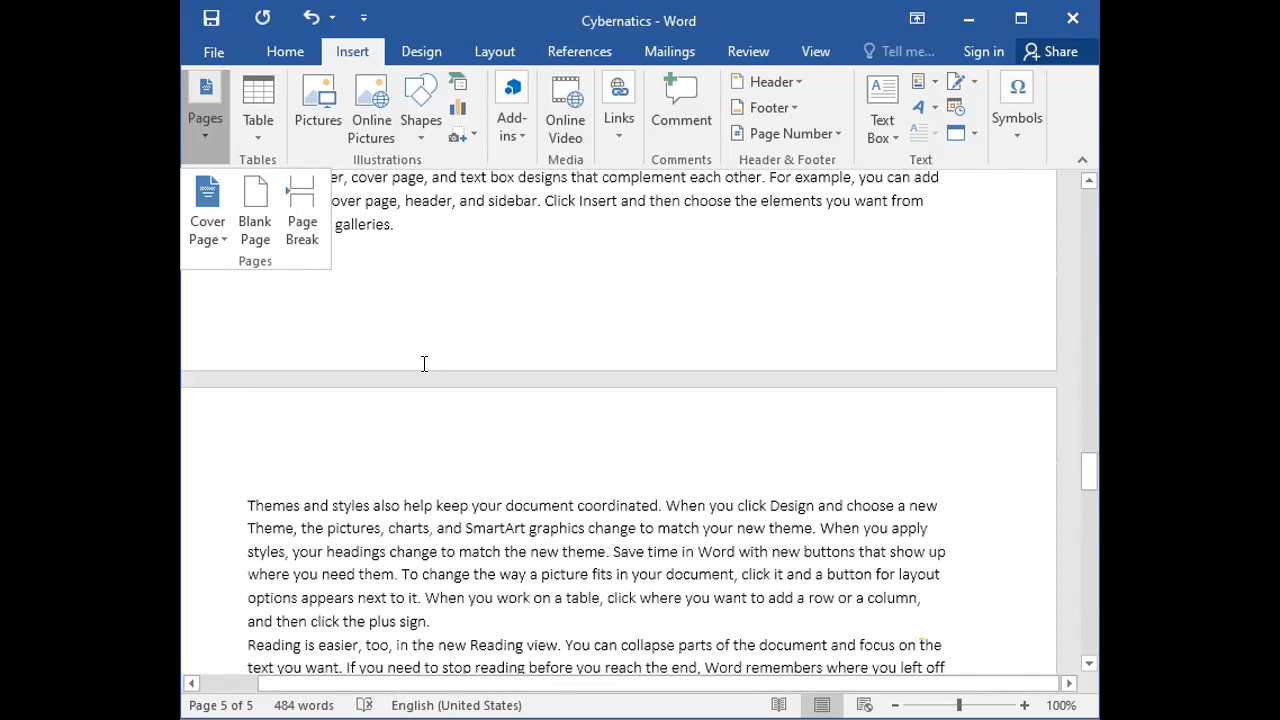 Cybernatics - Word
File Home Insert Design Layout References Mailings Review View Tell me... Sign in Share
Pages
Table
Tables
Pictures
Online Pictures
Shapes
Illustrations
Add-ins
Online Video
Media
Links
Comment
Comments
Header
Footer
Page Number
Header & Footer
Text Box
Text
Symbols
Cover Page
Blank Page
Page Break
Pages
er, cover page, and text box designs that complement each other. For example, you can add
over page, header, and sidebar. Click Insert and then choose the elements you want from
galleries.
Themes and styles also help keep your document coordinated. When you click Design and choose a new
Theme, the pictures, charts, and SmartArt graphics change to match your new theme. When you apply
styles, your headings change to match the new theme. Save time in Word with new buttons that show up
where you need them. To change the way a picture fits in your document, click it and a button for layout
options appears next to it. When you work on a table, click where you want to add a row or a column,
and then click the plus sign.
Reading is easier, too, in the new Reading view. You can collapse parts of the document and focus on the
text you want. If you need to stop reading before you reach the end, Word remembers where you left off
Page 5 of 5 484 words English (United States) 100%